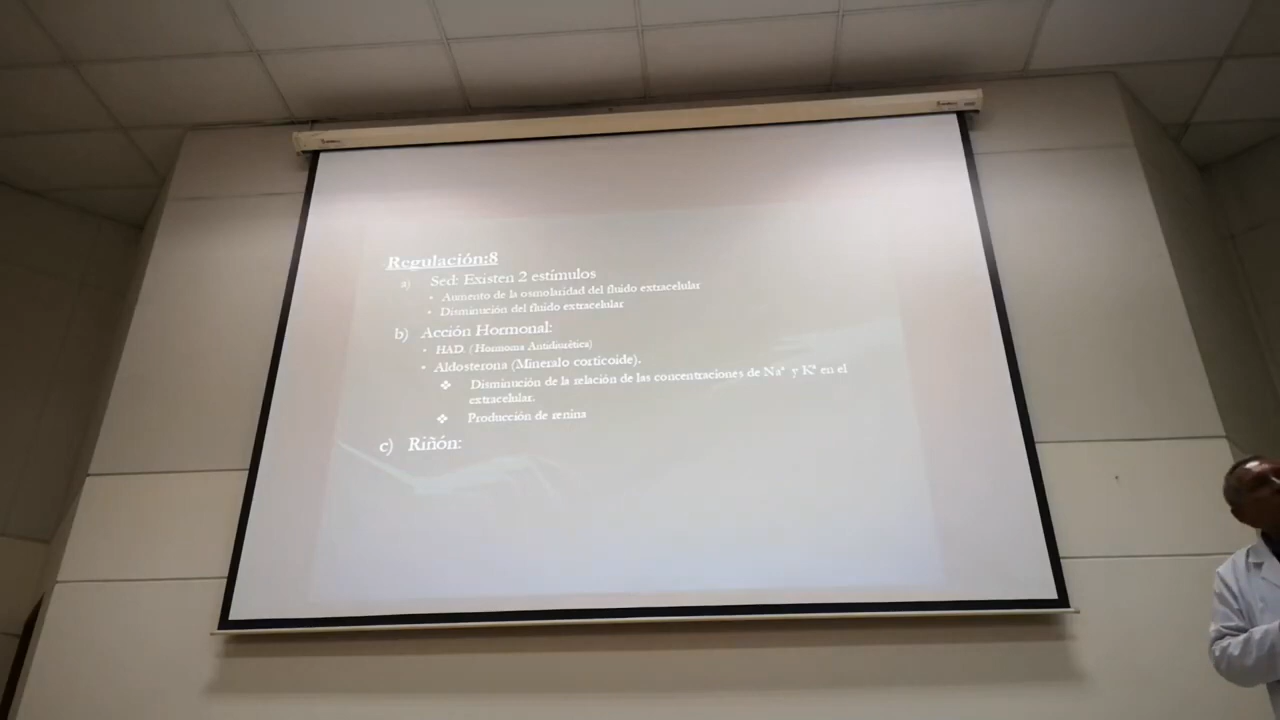 Regulación:8
a) Sed: Existen 2 estímulos
• Aumento de la osmolaridad del fluido extracelular
• Disminución del fluido extracelular
b) Acción Hormonal:
• HAD. (Hormona Antidiurética)
• Aldosterona (Mineralo corticoide).
❖ Disminución de la relación de las concentraciones de Na⁺ y K⁺ en el
extracelular.
❖ Producción de renina
c) Riñón: